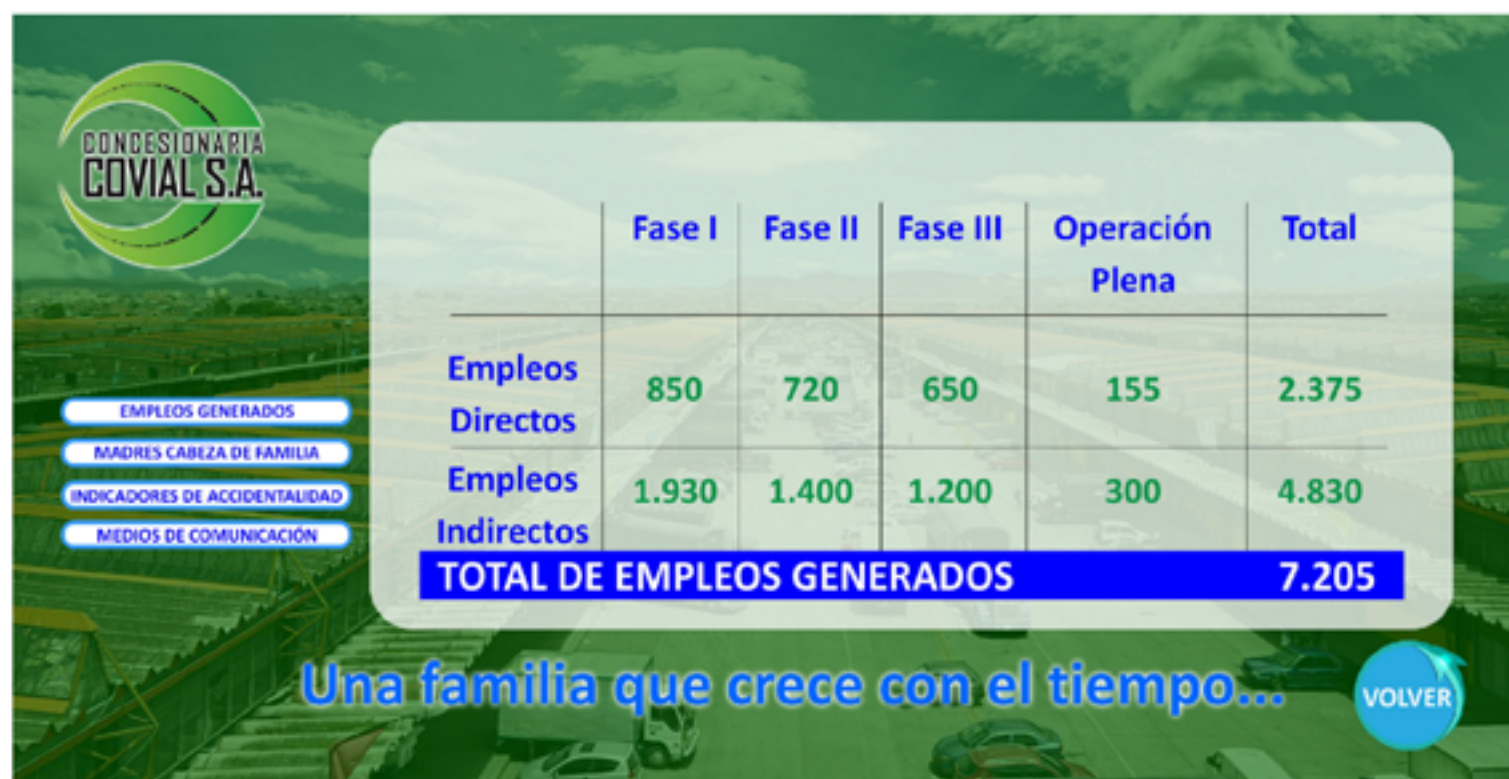 CONCESIONARIA
COVIAL S.A.
Fase I Fase II Fase III Operación Total
Plena
Empleos
Directos
850 720 650 155 2.375
Empleos
Indirectos
1.930 1.400 1.200 300 4.830
TOTAL DE EMPLEOS GENERADOS 7.205
EMPLEOS GENERADOS
MADRES CABEZA DE FAMILIA
INDICADORES DE ACCIDENTALIDAD
MEDIOS DE COMUNICACIÓN
Una familia que crece con el tiempo...
VOLVER